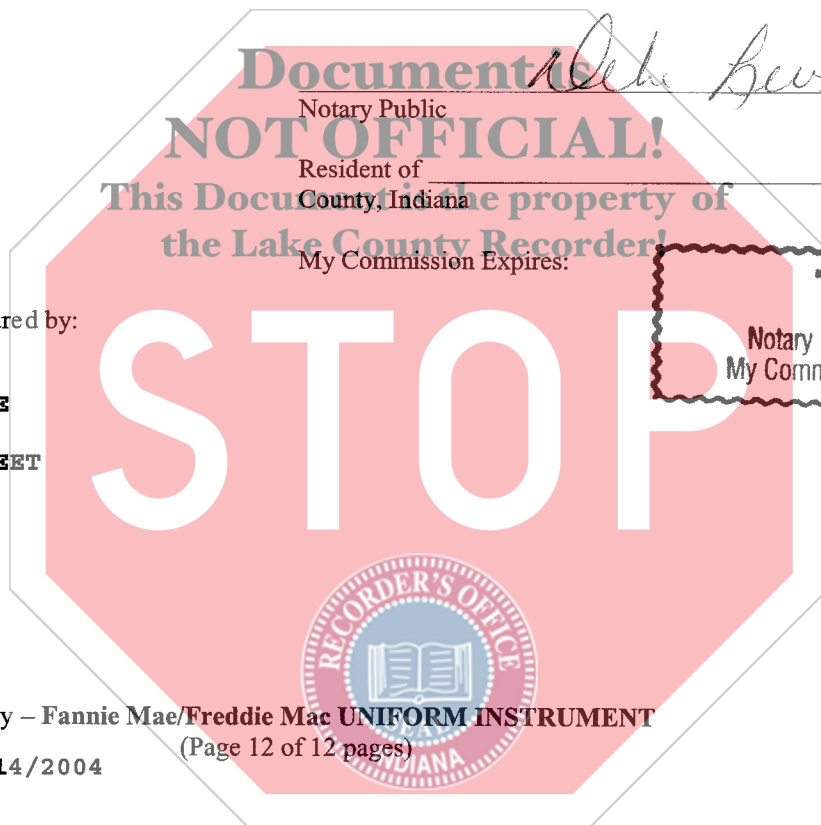 Document is
Notary Public
NOT OFFICIAL!
Resident of
This Document is the property of
County, Indiana
the Lake County Recorder!
My Commission Expires:
red by:
Notary
My Comm
E
EET
STOP
RECORDER'S OFFICE
SEAL
INDIANA
y – Fannie Mae/Freddie Mac UNIFORM INSTRUMENT
(Page 12 of 12 pages)
14/2004